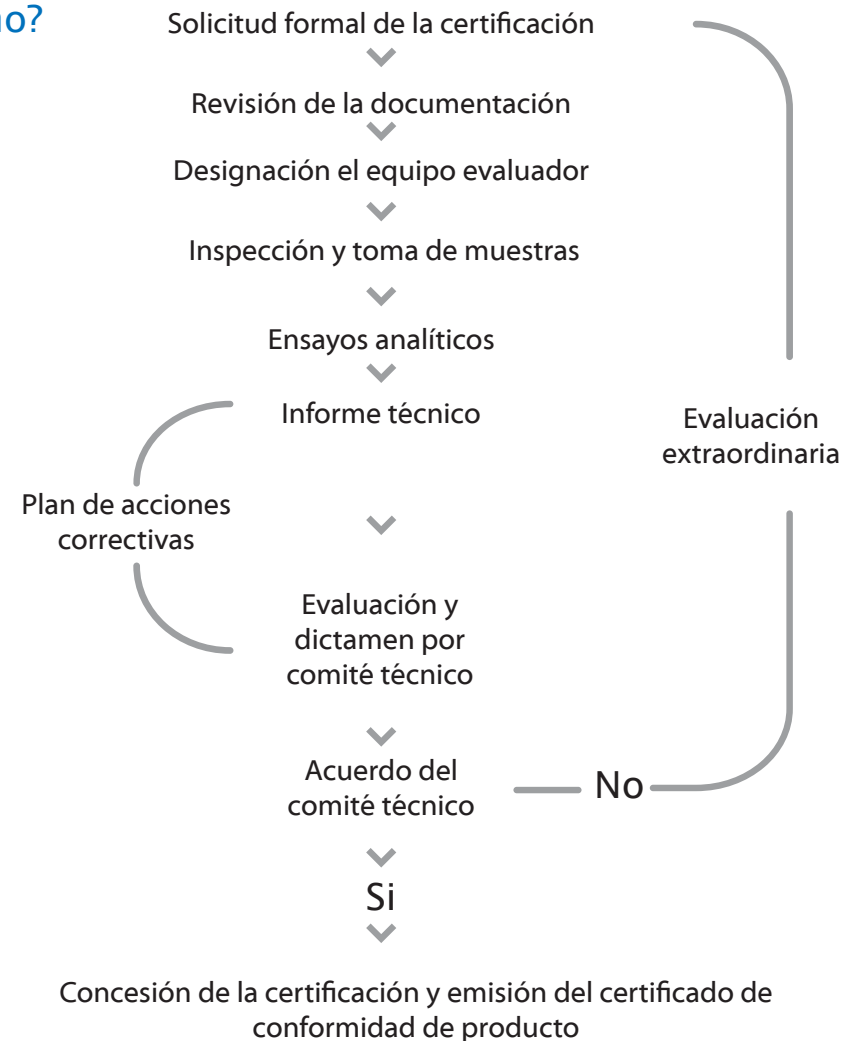 no?
Solicitud formal de la certificación
Revisión de la documentación
Designación el equipo evaluador
Inspección y toma de muestras
Ensayos analíticos
Informe técnico
Evaluación
extraordinaria
Plan de acciones
correctivas
Evaluación y
dictamen por
comité técnico
Acuerdo del
comité técnico
No
Si
Concesión de la certificación y emisión del certificado de
conformidad de producto